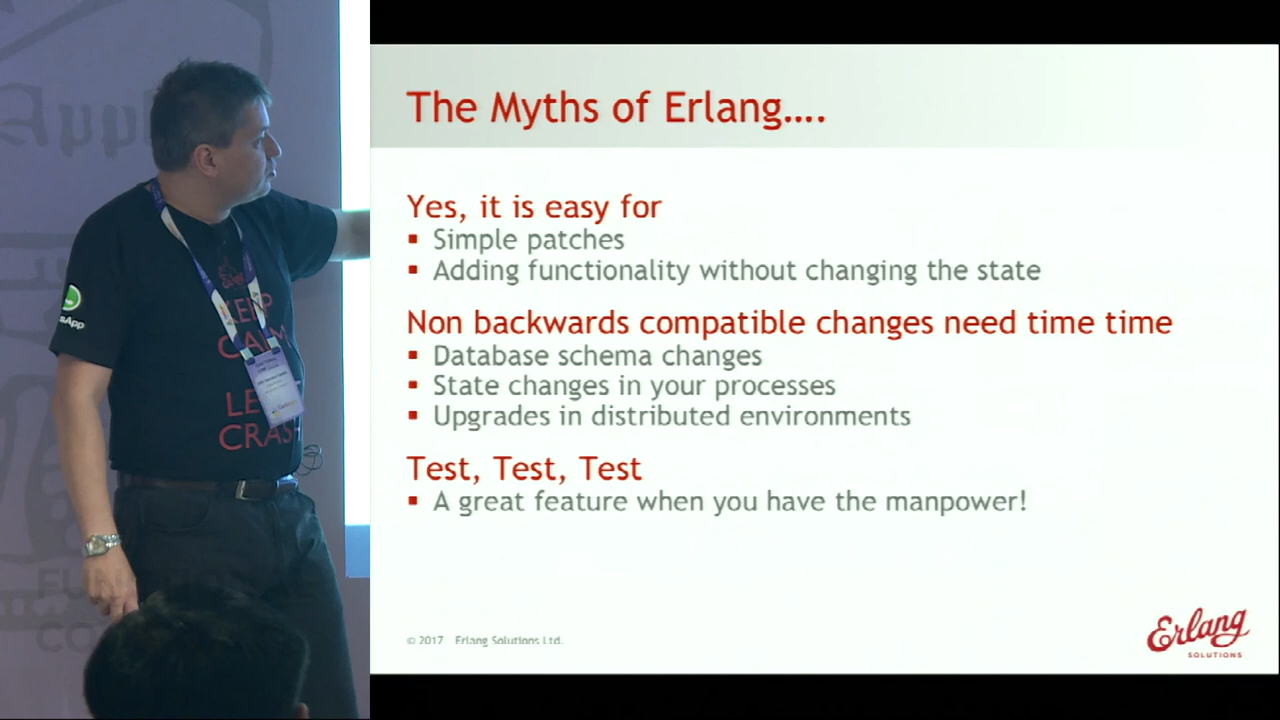 The Myths of Erlang....
Yes, it is easy for
Simple patches
Adding functionality without changing the state
Non backwards compatible changes need time time
Database schema changes
State changes in your processes
Upgrades in distributed environments
Test, Test, Test
A great feature when you have the manpower!
© 2017 Erlang Solutions Ltd.
Erlang
SOLUTIONS
KEEP
CALM
CRASH